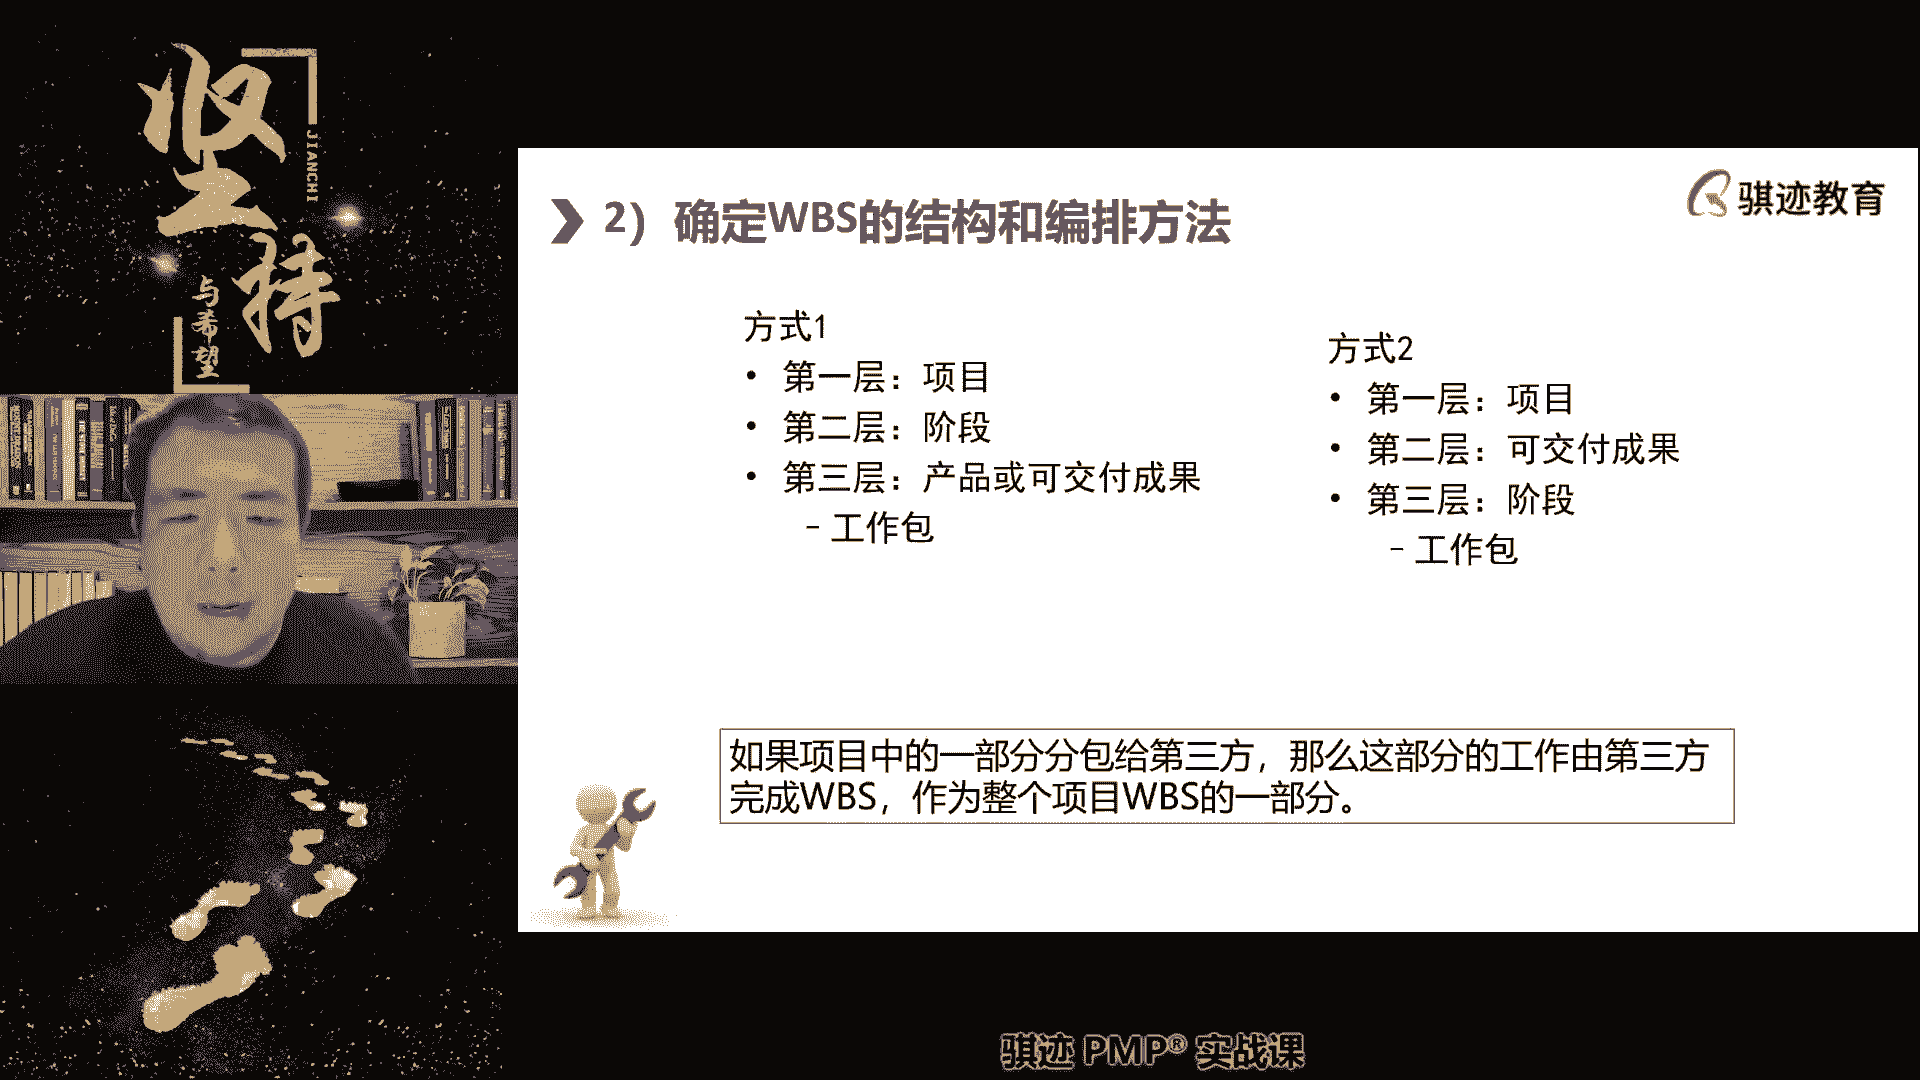 坚持
JIANCHI
与希望
骐迹教育
2）确定WBS的结构和编排方法
方式1
• 第一层：项目
• 第二层：阶段
• 第三层：产品或可交付成果
– 工作包
方式2
• 第一层：项目
• 第二层：可交付成果
• 第三层：阶段
– 工作包
如果项目中的一部分分包给第三方，那么这部分的工作由第三方
完成WBS，作为整个项目WBS的一部分。
骐迹 PMP® 实战课